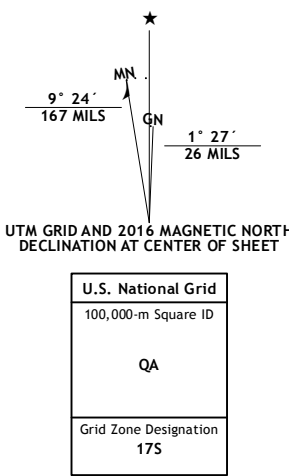 ★
MN
GN
9° 24´
167 MILS
1° 27´
26 MILS
UTM GRID AND 2016 MAGNETIC NORTH
DECLINATION AT CENTER OF SHEET
U.S. National Grid
100,000-m Square ID
QA
Grid Zone Designation
17S